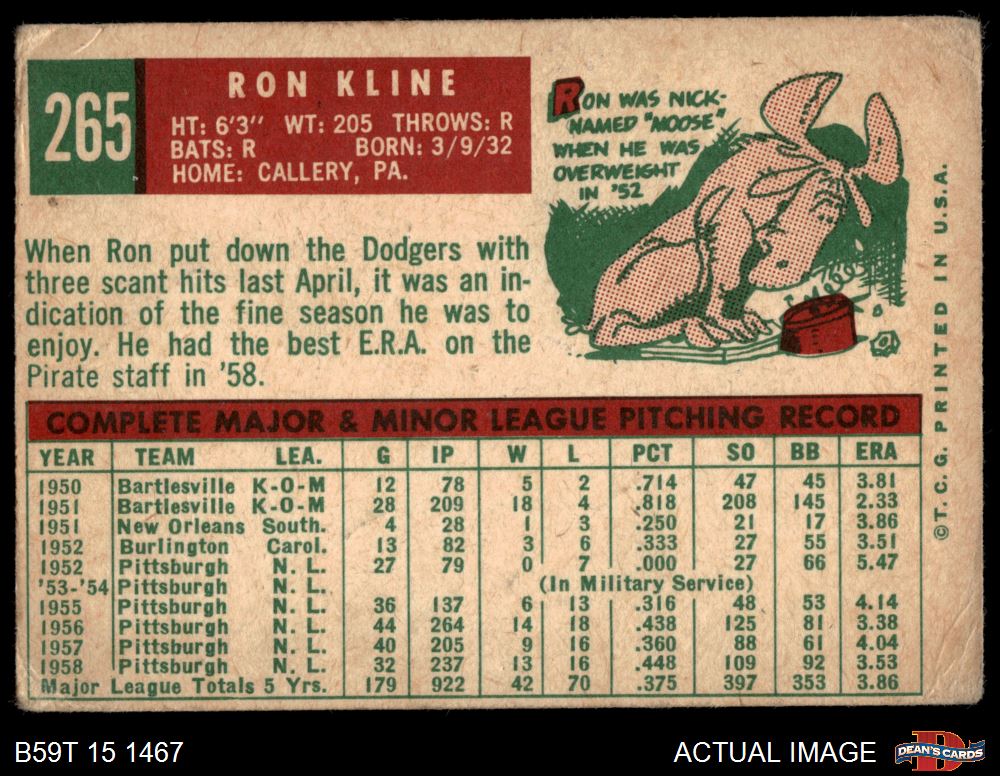 265
RON KLINE
HT: 6'3" WT: 205 THROWS: R
BATS: R BORN: 3/9/32
HOME: CALLERY, PA.
RON WAS NICK-
NAMED "MOOSE"
WHEN HE WAS
OVERWEIGHT
IN '52
When Ron put down the Dodgers with
three scant hits last April, it was an in-
dication of the fine season he was to
enjoy. He had the best E.R.A. on the
Pirate staff in '58.
COMPLETE MAJOR & MINOR LEAGUE PITCHING RECORD
YEAR TEAM LEA. G IP W L PCT SO BB ERA
1950 Bartlesville K-O-M 12 78 5 2 .714 47 45 3.81
1951 Bartlesville K-O-M 28 209 18 4 .818 208 145 2.33
1951 New Orleans South. 4 28 1 3 .250 21 17 3.86
1952 Burlington Carol. 13 82 3 6 .333 27 55 3.51
1952 Pittsburgh N. L. 27 79 0 7 .000 27 66 5.47
'53-'54 Pittsburgh N. L. (In Military Service)
1955 Pittsburgh N. L. 36 137 6 13 .316 48 53 4.14
1956 Pittsburgh N. L. 44 264 14 18 .438 125 81 3.38
1957 Pittsburgh N. L. 40 205 9 16 .360 88 61 4.04
1958 Pittsburgh N. L. 32 237 13 16 .448 109 92 3.53
Major League Totals 5 Yrs. 179 922 42 70 .375 397 353 3.86
©T. C. G. PRINTED IN U.S.A.
B59T 15 1467
ACTUAL IMAGE
DEAN'S CARDS